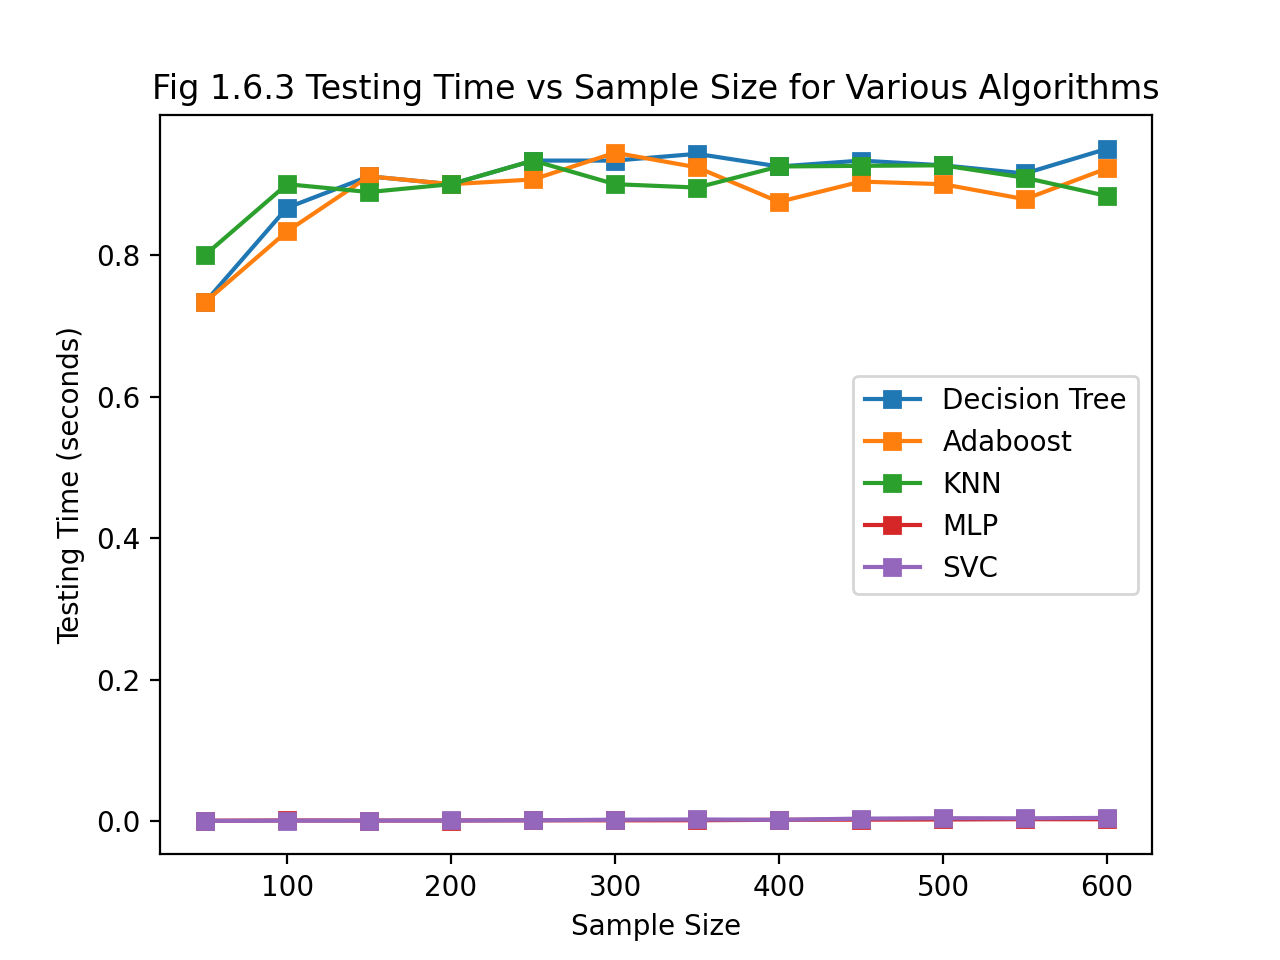 Fig 1.6.3 Testing Time vs Sample Size for Various Algorithms
Testing Time (seconds)
0.8
0.6
0.4
0.2
0.0
Decision Tree
Adaboost
KNN
MLP
SVC
100 200 300 400 500 600
Sample Size